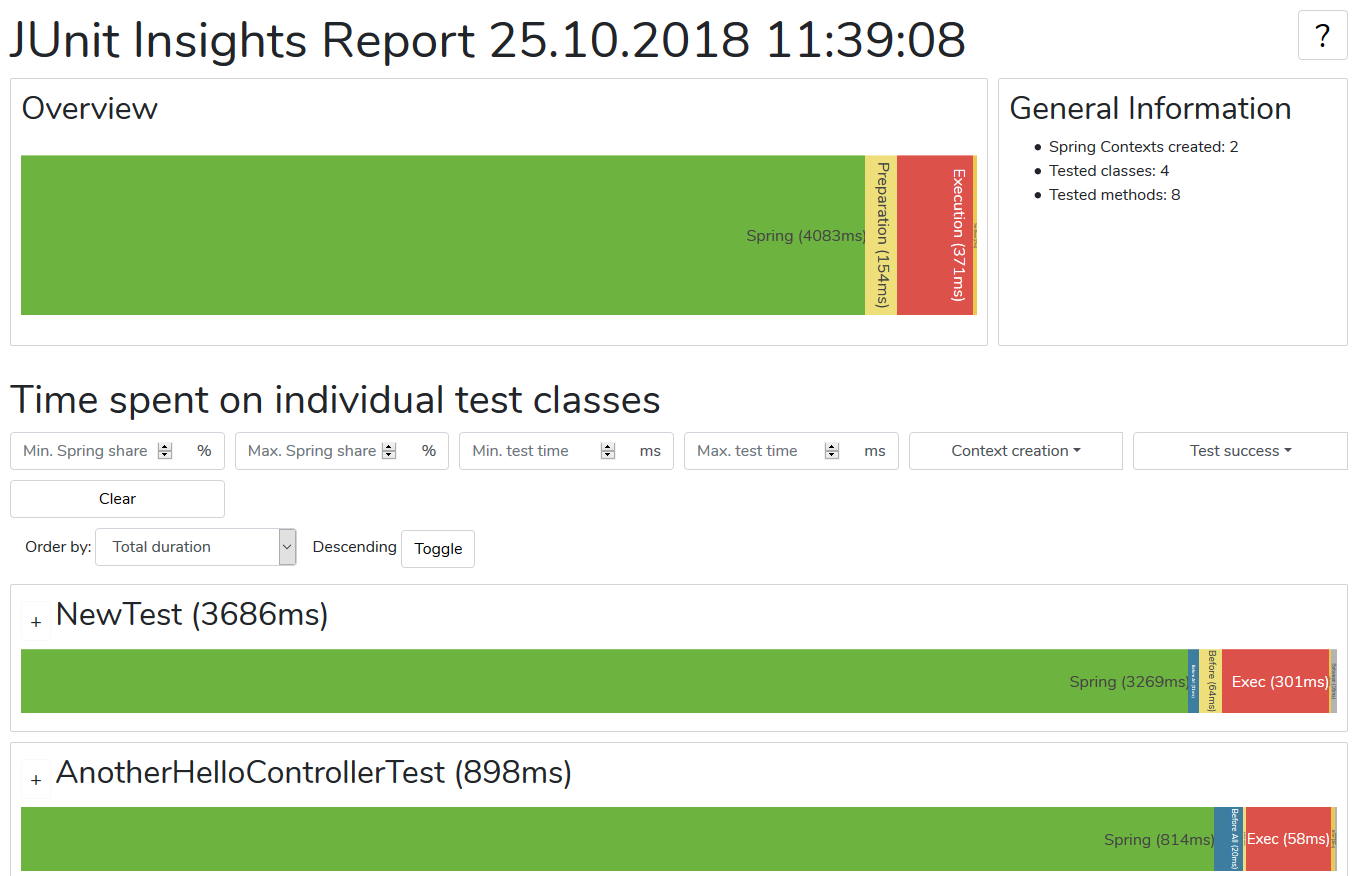 JUnit Insights Report 25.10.2018 11:39:08
?
Overview
Spring (4083ms)
Preparation (154ms)
Execution (371ms)
General Information
• Spring Contexts created: 2
• Tested classes: 4
• Tested methods: 8
Time spent on individual test classes
Min. Spring share %
Max. Spring share %
Min. test time ms
Max. test time ms
Context creation
Test success
Clear
Order by: Total duration Descending Toggle
+ NewTest (3686ms)
Spring (3269ms)
Before (64ms)
Exec (301ms)
+ AnotherHelloControllerTest (898ms)
Spring (814ms)
Before All (20ms)
Exec (58ms)